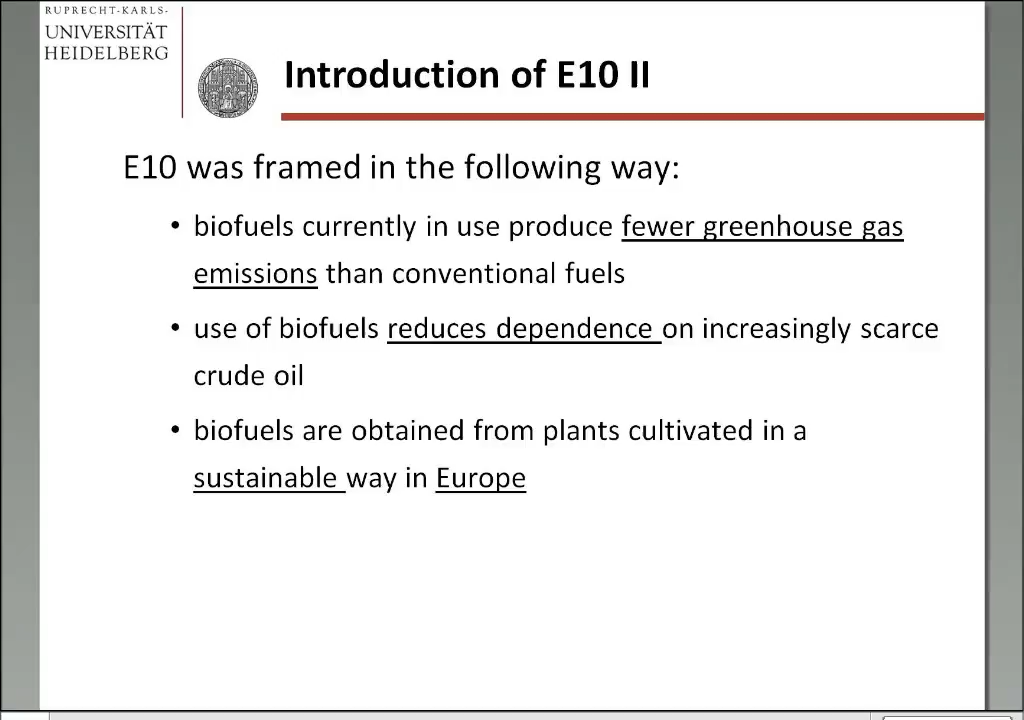 RUPRECHT-KARLS-
UNIVERSITÄT
HEIDELBERG
Introduction of E10 II
E10 was framed in the following way:
• biofuels currently in use produce fewer greenhouse gas
emissions than conventional fuels
• use of biofuels reduces dependence on increasingly scarce
crude oil
• biofuels are obtained from plants cultivated in a
sustainable way in Europe